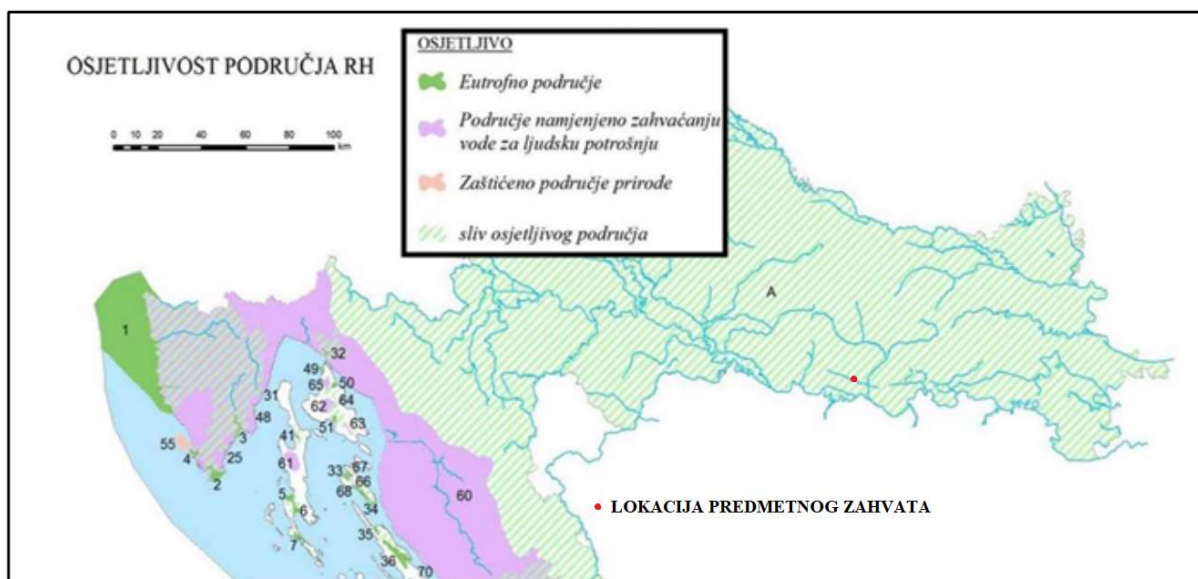 OSJETLJIVOST PODRUČJA RH
0 10 20 40 60 80 100
km
OSJETLJIVO
Eutrofno područje
Područje namjenjeno zahvaćanju
vode za ljudsku potrošnju
Zaštićeno područje prirode
sliv osjetljivog područja
A
1
32
49
65
50
31
62
64
48
51
63
3
41
55
4
25
61
67
33
66
2
68
5
60
6
34
LOKACIJA PREDMETNOG ZAHVATA
35
7
36
70